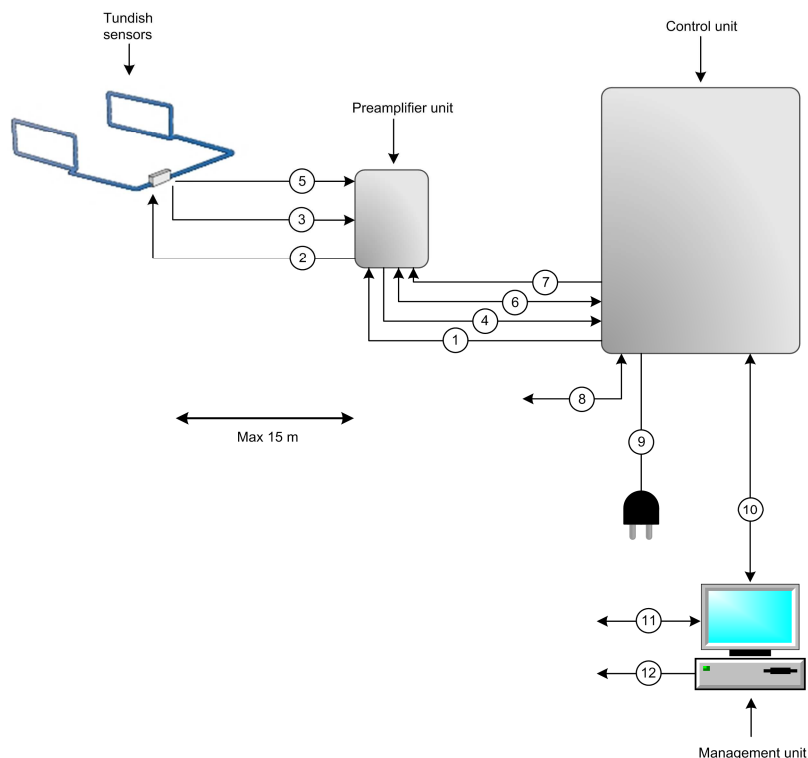 Tundish
sensors
Control unit
Preamplifier unit
5
3
2
7
6
4
1
8
Max 15 m
9
10
11
12
Management unit